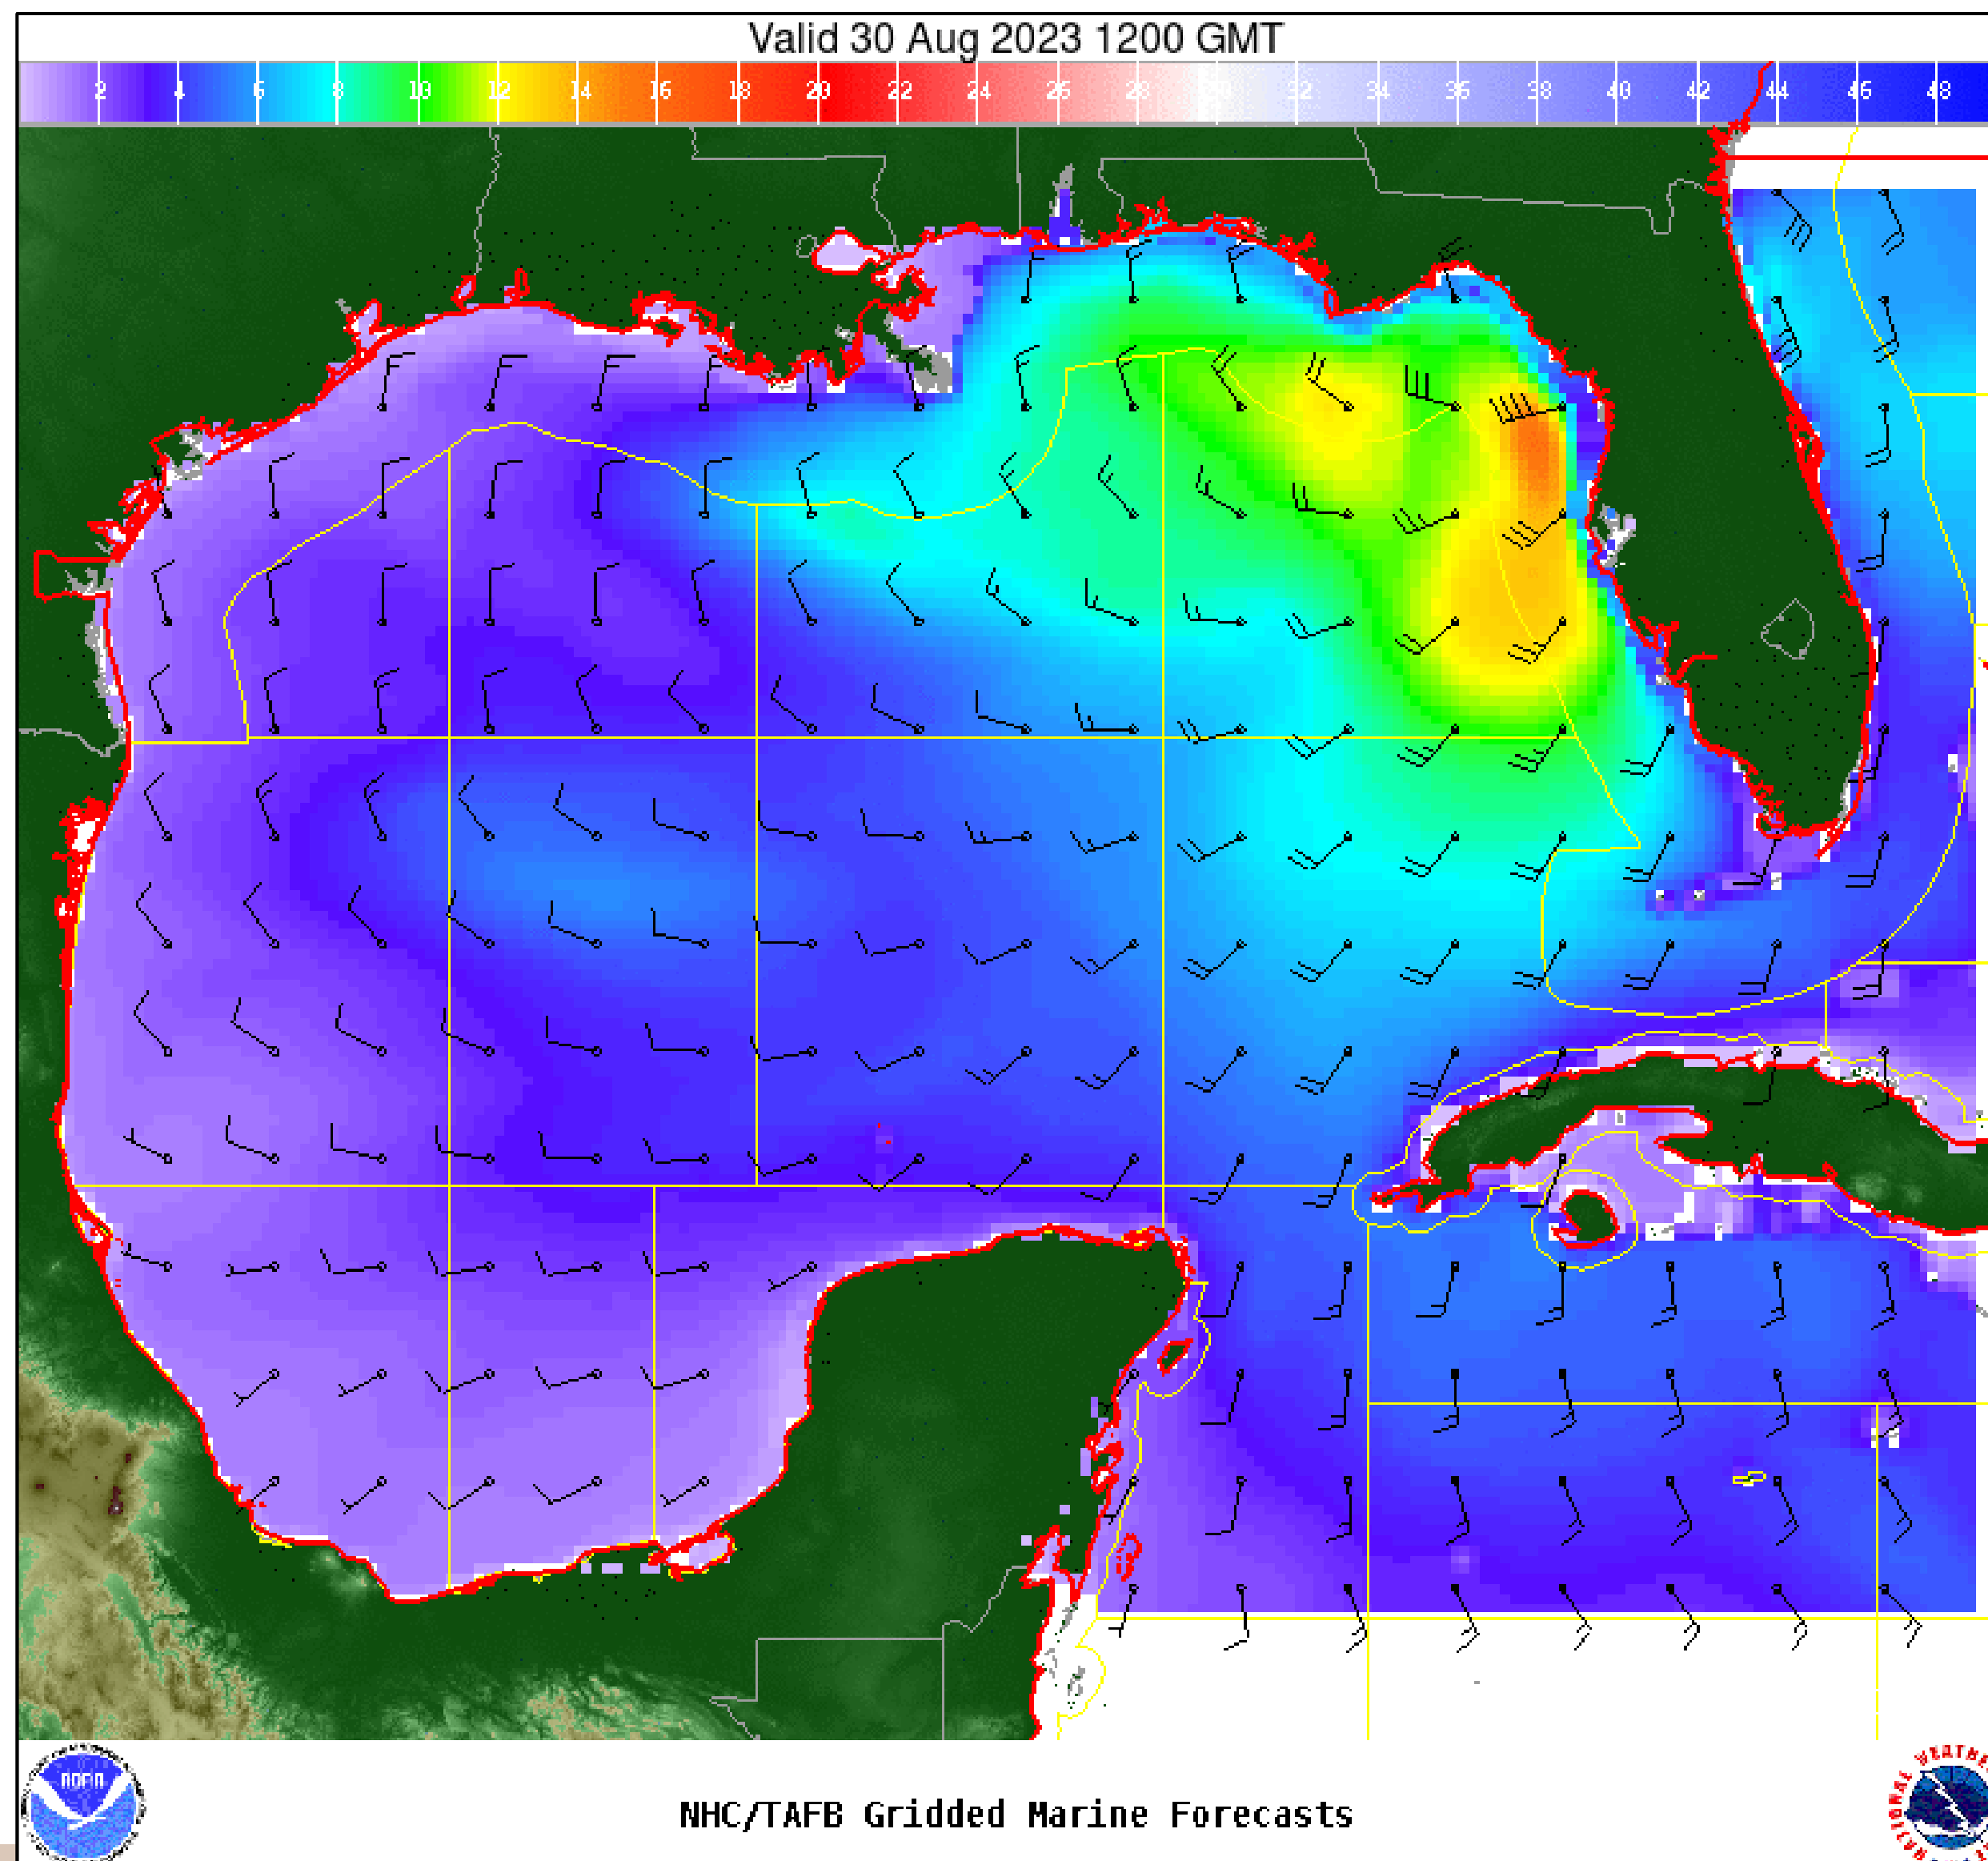 Valid 30 Aug 2023 1200 GMT
2 4 6 8 10 12 14 16 18 20 22 24 26 28 30 32 34 36 38 40 42 44 46 48
NOAA
NHC/TAFB Gridded Marine Forecasts